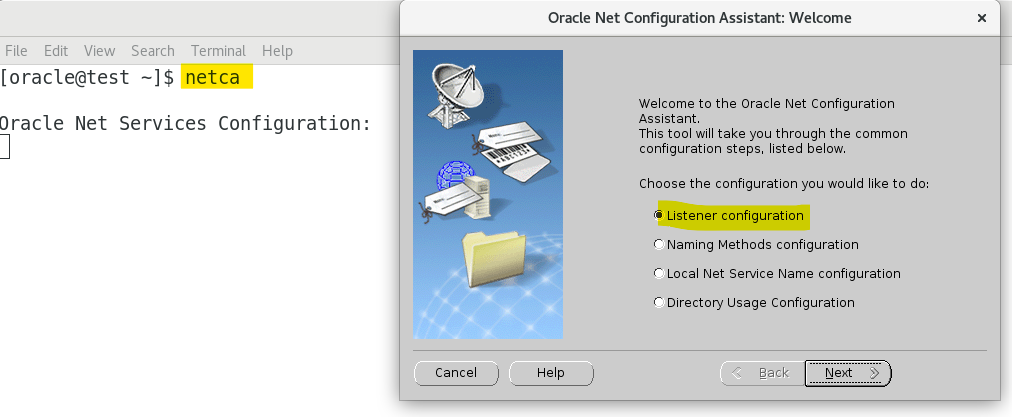 File Edit View Search Terminal Help
[oracle@test ~]$ netca
Oracle Net Services Configuration:
Oracle Net Configuration Assistant: Welcome
×
Welcome to the Oracle Net Configuration
Assistant.
This tool will take you through the common
configuration steps, listed below.
Choose the configuration you would like to do:
Listener configuration
Naming Methods configuration
Local Net Service Name configuration
Directory Usage Configuration
Cancel Help Back Next